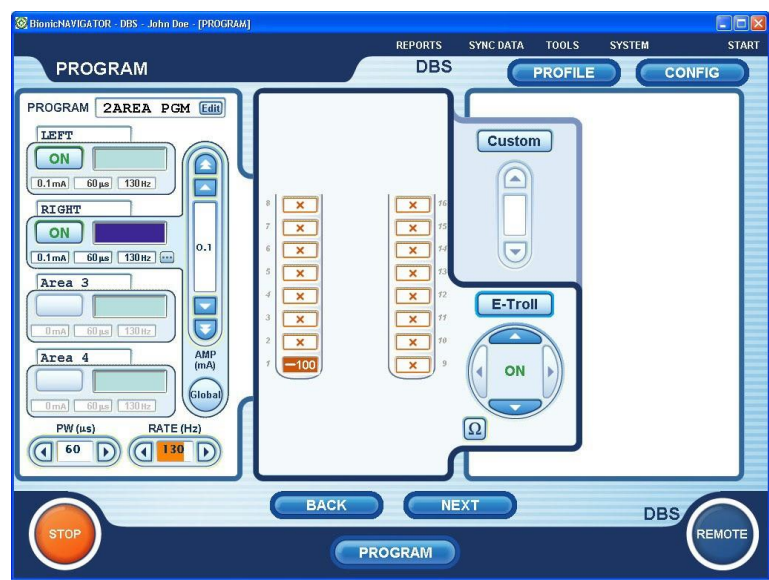 BionicNAVIGATOR - DBS - John Doe - [PROGRAM]
REPORTS SYNC DATA TOOLS SYSTEM START
PROGRAM
DBS
PROFILE
CONFIG
PROGRAM 2AREA PGM Edit
LEFT
ON
0.1mA 60µs 130Hz
RIGHT
ON
0.1mA 60µs 130Hz ...
Area 3
0mA 60µs 130Hz
Area 4
0mA 60µs 130Hz
0.1
AMP
(mA)
Global
PW (µs)
60
RATE (Hz)
130
8 × × 16
7 × × 15
6 × × 14
5 × × 13
4 × × 12
3 × × 11
2 × × 10
1 −100 × 9
Custom
E-Troll
ON
Ω
BACK
NEXT
DBS
STOP
PROGRAM
REMOTE